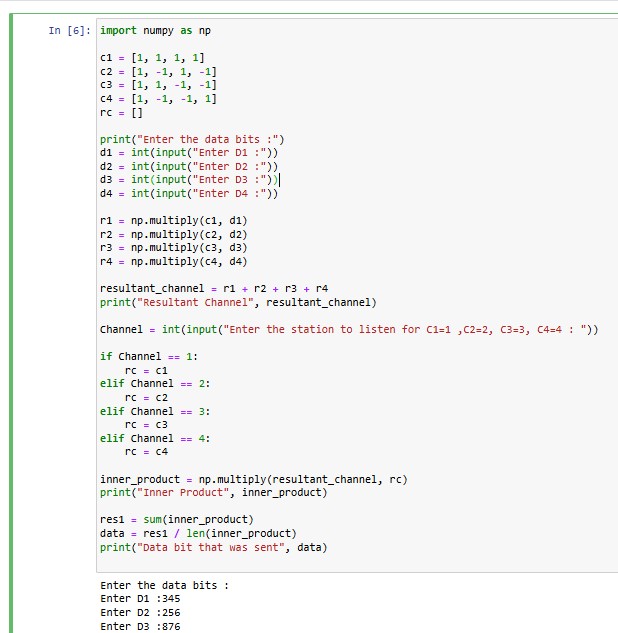 In [6]: import numpy as np
c1 = [1, 1, 1, 1]
c2 = [1, -1, 1, -1]
c3 = [1, 1, -1, -1]
c4 = [1, -1, -1, 1]
rc = []
print("Enter the data bits :")
d1 = int(input("Enter D1 :"))
d2 = int(input("Enter D2 :"))
d3 = int(input("Enter D3 :"))
d4 = int(input("Enter D4 :"))
r1 = np.multiply(c1, d1)
r2 = np.multiply(c2, d2)
r3 = np.multiply(c3, d3)
r4 = np.multiply(c4, d4)
resultant_channel = r1 + r2 + r3 + r4
print("Resultant Channel", resultant_channel)
Channel = int(input("Enter the station to listen for C1=1 ,C2=2, C3=3, C4=4 : "))
if Channel == 1:
    rc = c1
elif Channel == 2:
    rc = c2
elif Channel == 3:
    rc = c3
elif Channel == 4:
    rc = c4
inner_product = np.multiply(resultant_channel, rc)
print("Inner Product", inner_product)
res1 = sum(inner_product)
data = res1 / len(inner_product)
print("Data bit that was sent", data)
Enter the data bits :
Enter D1 :345
Enter D2 :256
Enter D3 :876